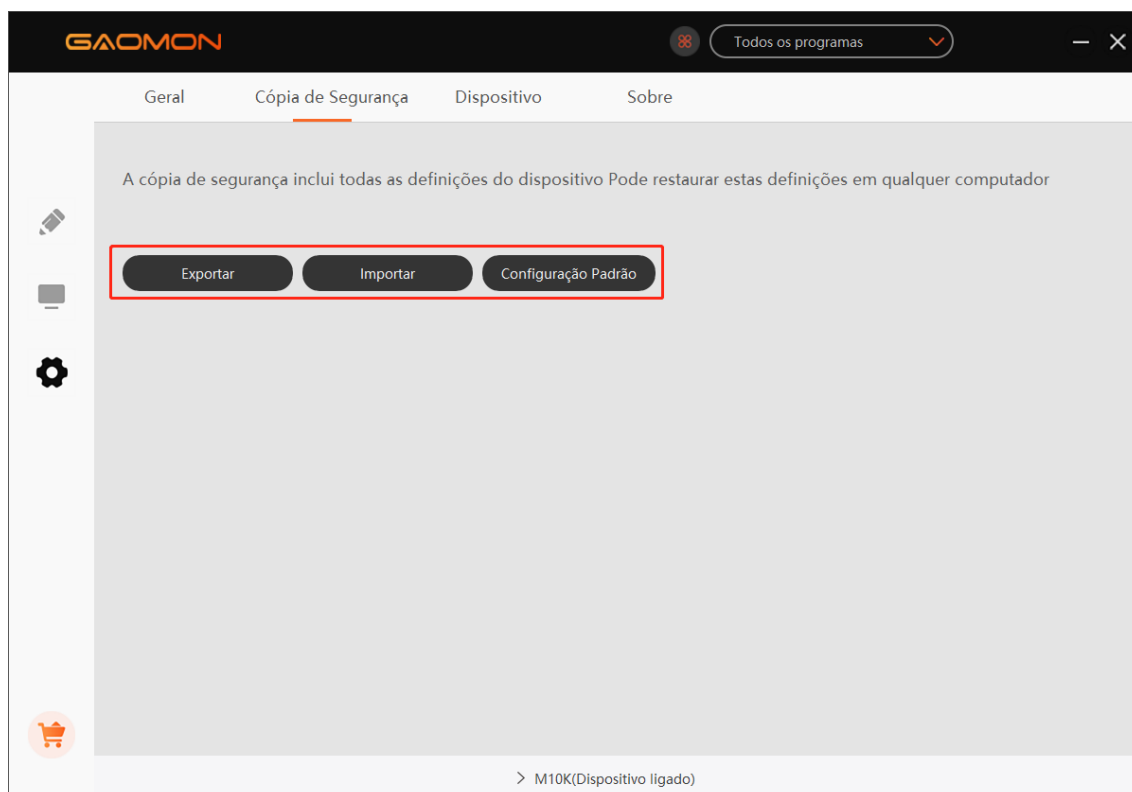 GAOMON
Todos os programas
Geral
Cópia de Segurança
Dispositivo
Sobre
A cópia de segurança inclui todas as definições do dispositivo Pode restaurar estas definições em qualquer computador
Exportar
Importar
Configuração Padrão
M10K(Dispositivo ligado)